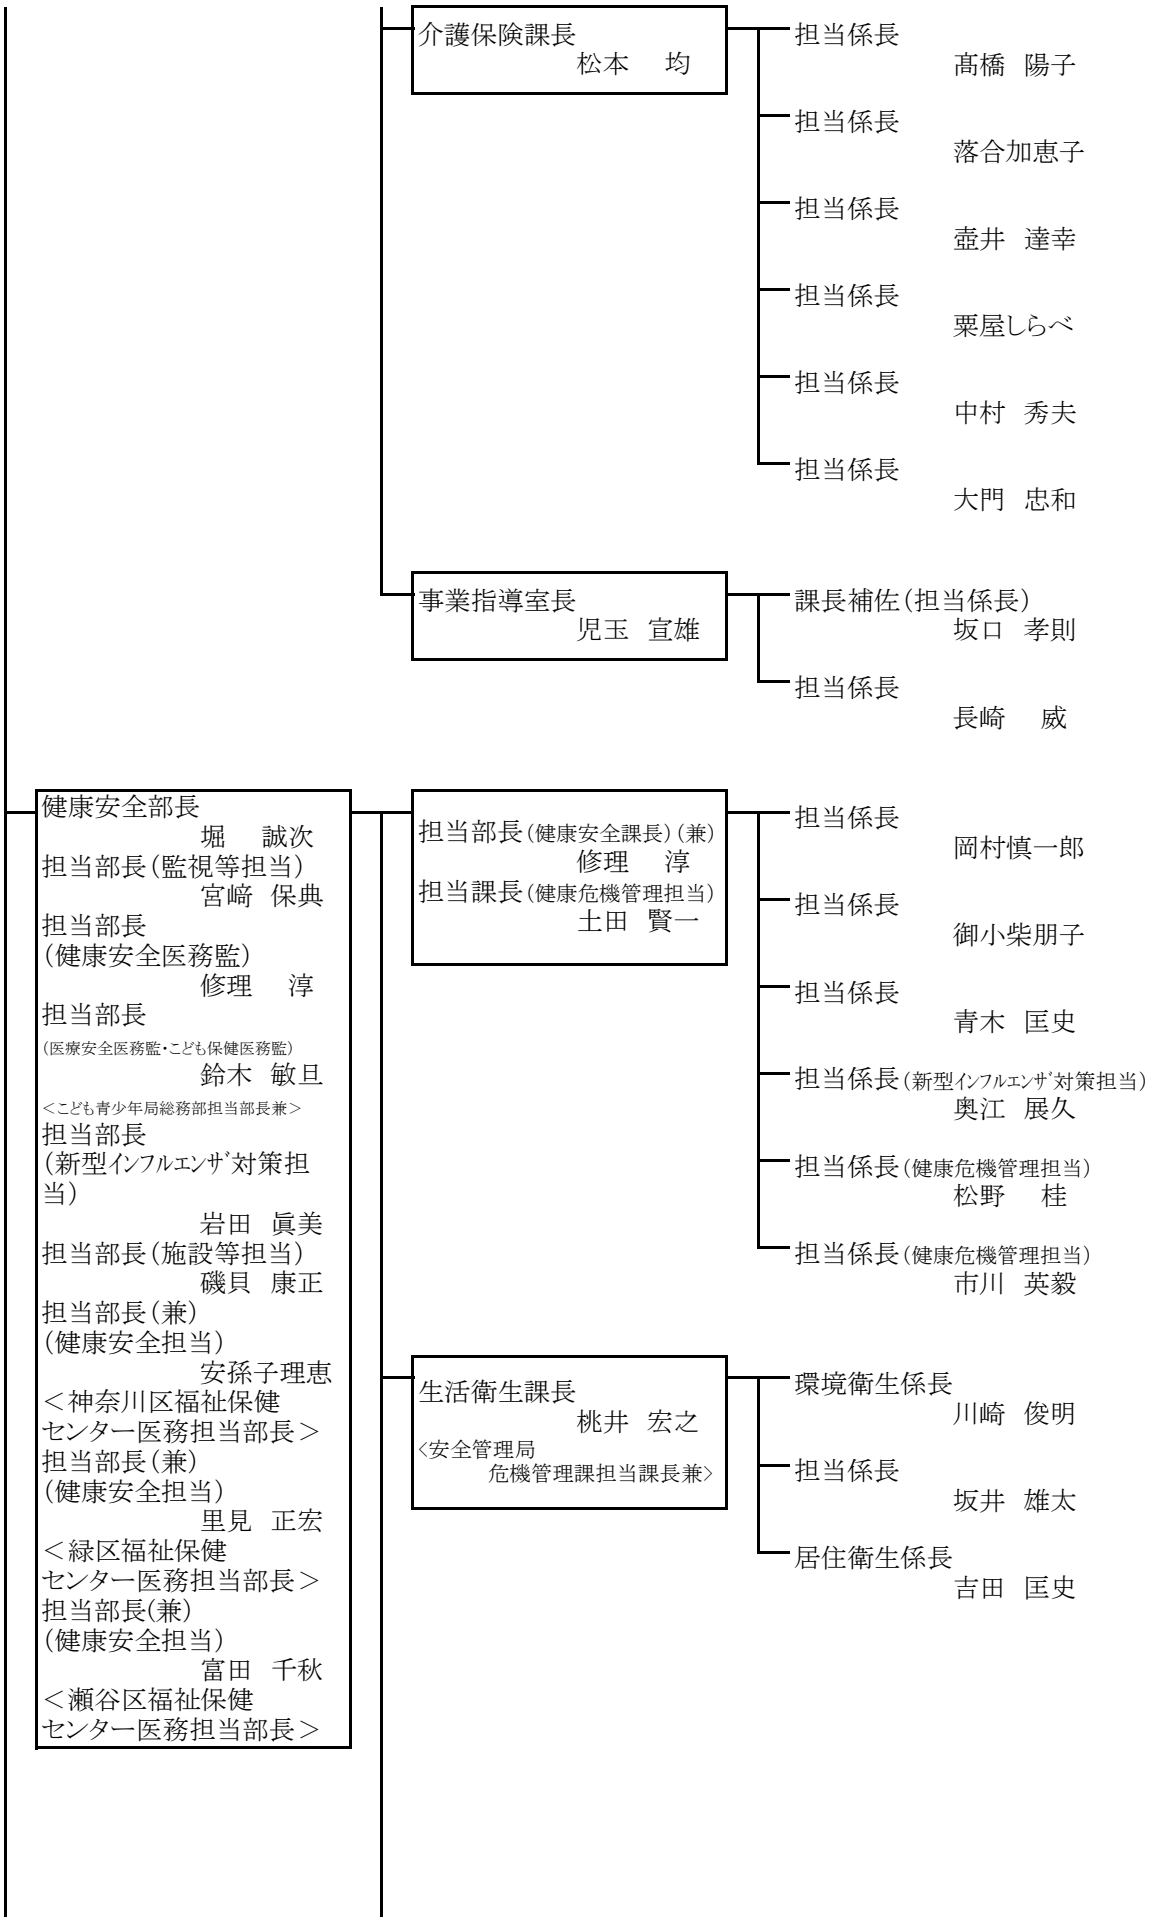 介護保険課長
松本　均
担当係長
髙橋 陽子
担当係長
落合加恵子
担当係長
壺井 達幸
担当係長
粟屋しらべ
担当係長
中村 秀夫
担当係長
大門 忠和
事業指導室長
児玉 宣雄
課長補佐(担当係長)
坂口 孝則
担当係長
長崎　威
健康安全部長
堀　誠次
担当部長(監視等担当)
宮﨑 保典
担当部長
(健康安全医務監)
修理　淳
担当部長
(医療安全医務監・こども保健医務監)
鈴木 敏旦
<こども青少年局総務部担当部長兼>
担当部長
(新型ｲﾝﾌﾙｴﾝｻﾞ対策担
当)
岩田 眞美
担当部長(施設等担当)
磯貝 康正
担当部長(兼)
(健康安全担当)
安孫子理恵
<神奈川区福祉保健
センター医務担当部長>
担当部長(兼)
(健康安全担当)
里見 正宏
<緑区福祉保健
センター医務担当部長>
担当部長(兼)
(健康安全担当)
富田 千秋
<瀬谷区福祉保健
センター医務担当部長>
担当部長(健康安全課長)(兼)
修理　淳
担当課長(健康危機管理担当)
土田 賢一
担当係長
岡村慎一郎
担当係長
御小柴朋子
担当係長
青木 匡史
担当係長(新型ｲﾝﾌﾙｴﾝｻﾞ対策担当)
奥江 展久
担当係長(健康危機管理担当)
松野　桂
担当係長(健康危機管理担当)
市川 英毅
生活衛生課長
桃井 宏之
<安全管理局
危機管理課担当課長兼>
環境衛生係長
川崎 俊明
担当係長
坂井 雄太
居住衛生係長
吉田 匡史